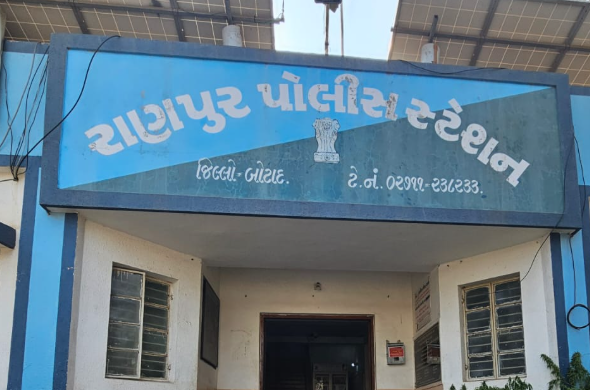 રાણપુર પોલીસ સ્ટેશન
જિલ્લો-બોટાદ. ટે.નં. ૦૨૭૧૧-૨૩૮૨૩૩.